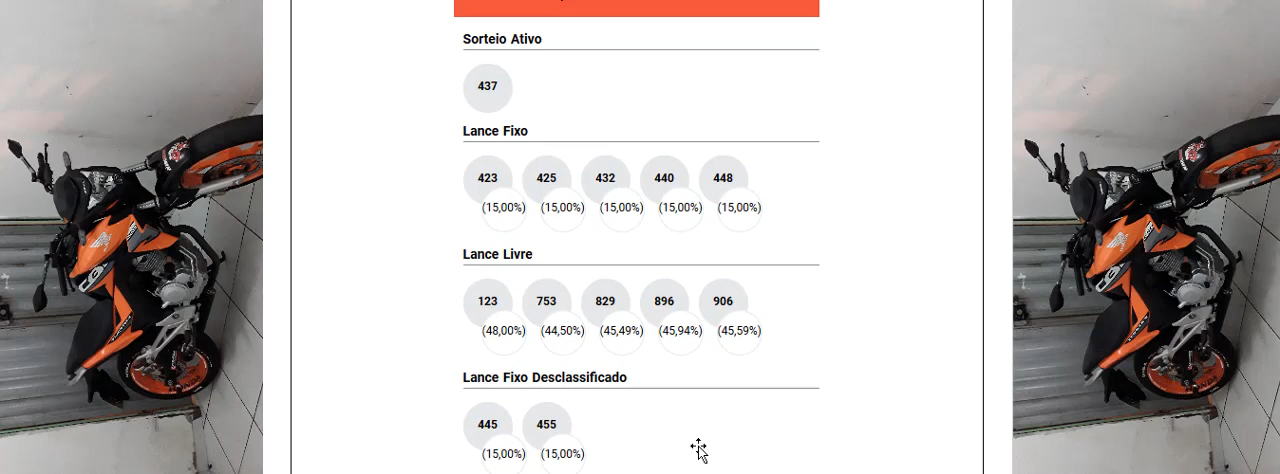 Sorteio Ativo
437
Lance Fixo
423 425 432 440 448
(15,00%) (15,00%) (15,00%) (15,00%) (15,00%)
Lance Livre
123 753 829 896 906
(48,00%) (44,50%) (45,49%) (45,94%) (45,59%)
Lance Fixo Desclassificado
445 455
(15,00%) (15,00%)